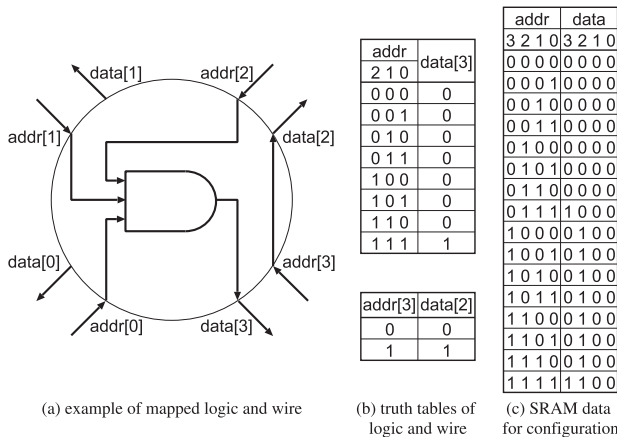 data[1]
addr[2]
addr[1]
data[2]
data[0]
addr[3]
addr[0]
data[3]
(a) example of mapped logic and wire
addr data[3]
2 1 0
0 0 0 0
0 0 1 0
0 1 0 0
0 1 1 0
1 0 0 0
1 0 1 0
1 1 0 0
1 1 1 1
addr[3] data[2]
0 0
1 1
(b) truth tables of
logic and wire
addr data
3 2 1 0 3 2 1 0
0 0 0 0 0 0 0 0
0 0 0 1 0 0 0 0
0 0 1 0 0 0 0 0
0 0 1 1 0 0 0 0
0 1 0 0 0 0 0 0
0 1 0 1 0 0 0 0
0 1 1 0 0 0 0 0
0 1 1 1 1 0 0 0
1 0 0 0 0 1 0 0
1 0 0 1 0 1 0 0
1 0 1 0 0 1 0 0
1 0 1 1 0 1 0 0
1 1 0 0 0 1 0 0
1 1 0 1 0 1 0 0
1 1 1 0 0 1 0 0
1 1 1 1 1 1 0 0
(c) SRAM data
for configuration